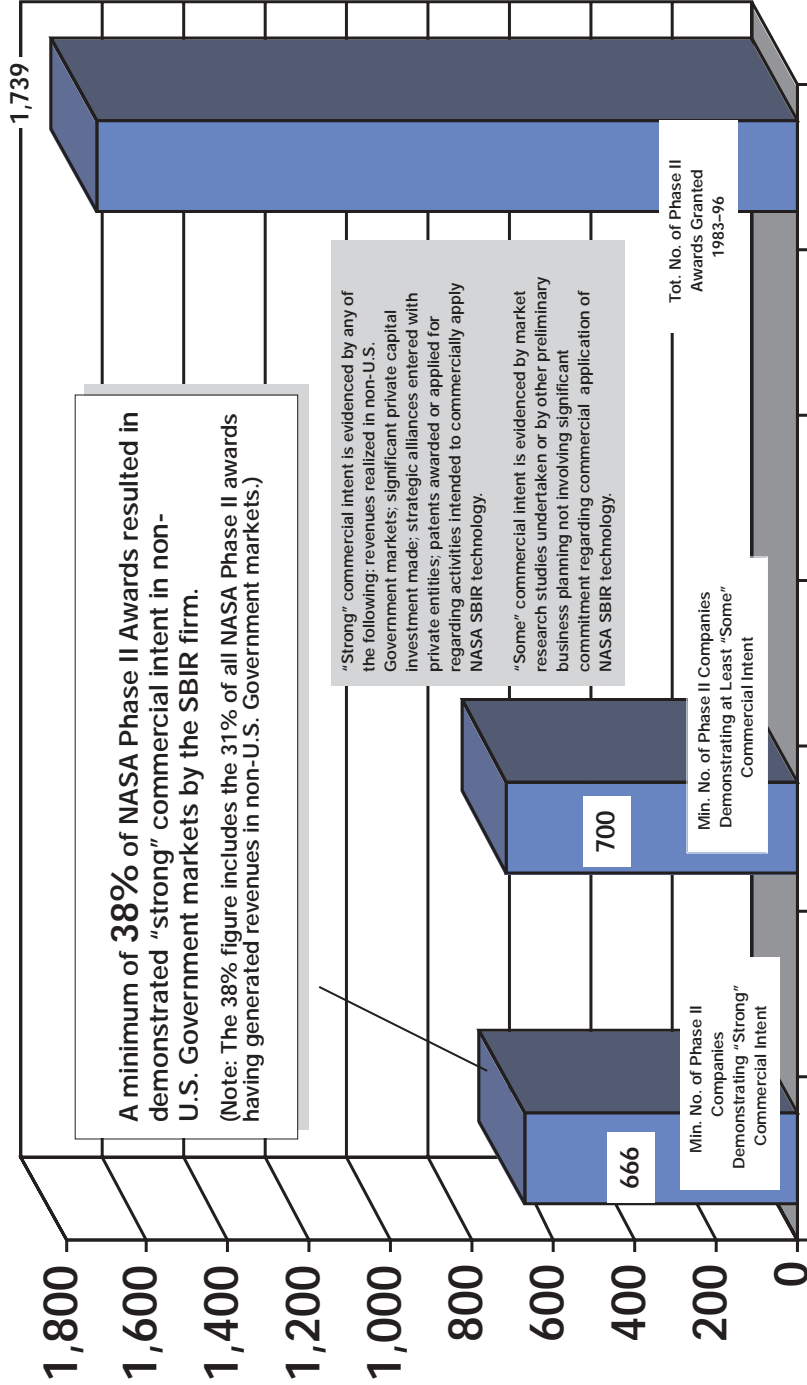 1,800
1,600
1,400
1,200
1,000
800
600
400
200
0
A minimum of 38% of NASA Phase II Awards resulted in
demonstrated “strong” commercial intent in non-
U.S. Government markets by the SBIR firm.
(Note: The 38% figure includes the 31% of all NASA Phase II awards
having generated revenues in non-U.S. Government markets.)
“Strong” commercial intent is evidenced by any of
the following: revenues realized in non-U.S.
Government markets; significant private capital
investment made; strategic alliances entered with
private entities; patents awarded or applied for
regarding activities intended to commercially apply
NASA SBIR technology.
“Some” commercial intent is evidenced by market
research studies undertaken or by other preliminary
business planning not involving significant
commitment regarding commercial application of
NASA SBIR technology.
666
Min. No. of Phase II
Companies
Demonstrating “Strong”
Commercial Intent
700
Min. No. of Phase II Companies
Demonstrating at Least “Some”
Commercial Intent
1,739
Tot. No. of Phase II
Awards Granted
1983–96